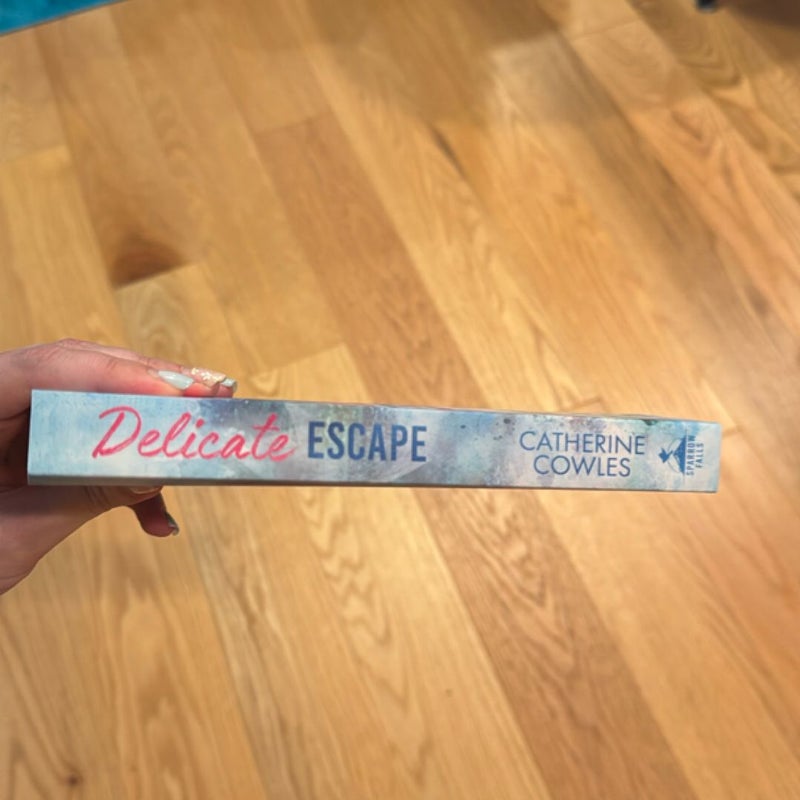 Delicate ESCAPE
CATHERINE
COWLES
SPARROW
FALLS